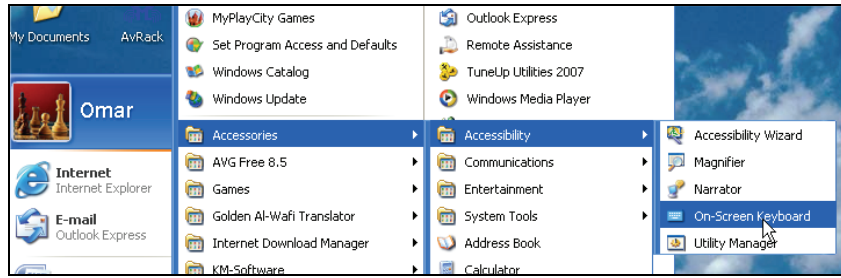 My Documents
AvRack
Omar
Internet
Internet Explorer
E-mail
Outlook Express
MyPlayCity Games
Set Program Access and Defaults
Windows Catalog
Windows Update
Accessories
AVG Free 8.5
Games
Golden Al-Wafi Translator
Internet Download Manager
KM-Software
Outlook Express
Remote Assistance
TuneUp Utilities 2007
Windows Media Player
Accessibility
Communications
Entertainment
System Tools
Address Book
Calculator
Accessibility Wizard
Magnifier
Narrator
On-Screen Keyboard
Utility Manager